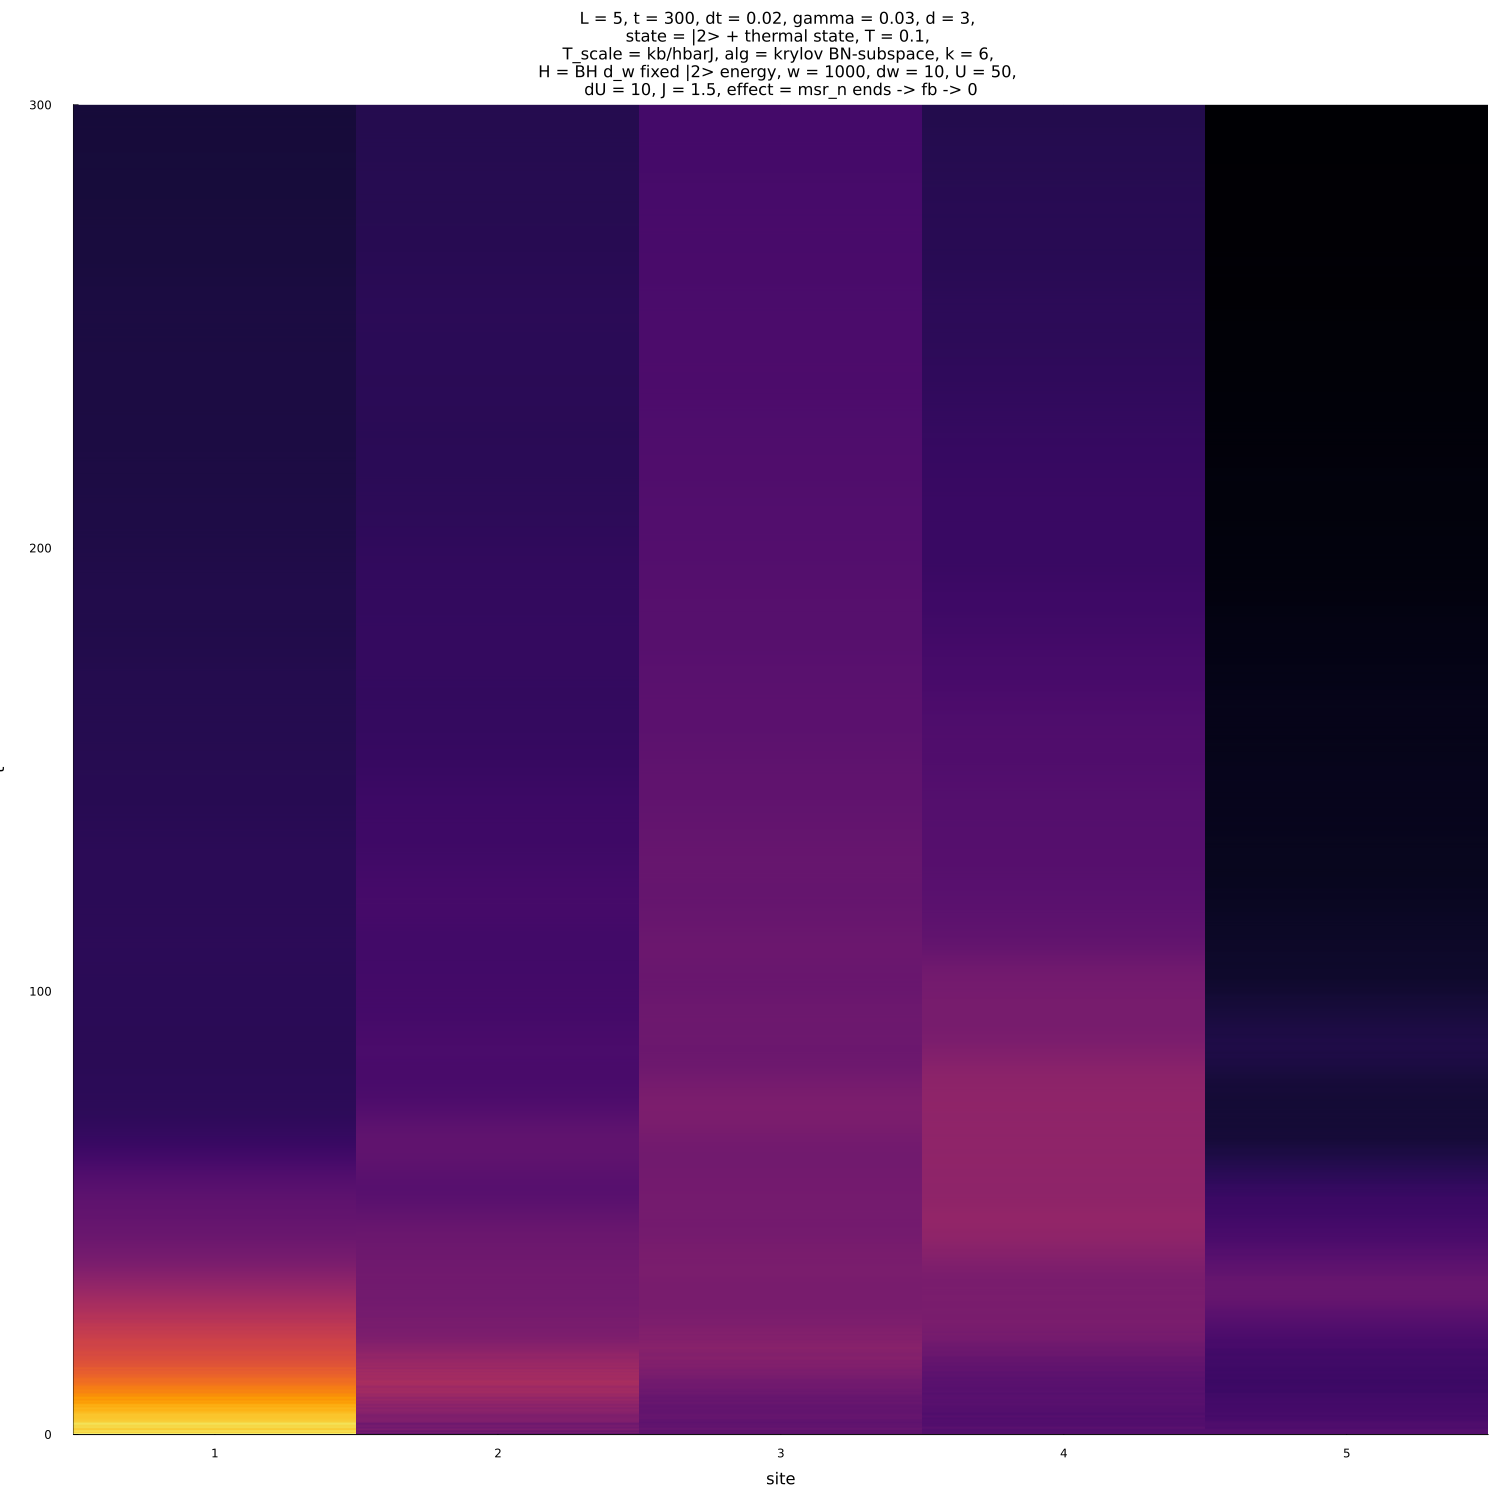 L = 5, t = 300, dt = 0.02, gamma = 0.03, d = 3,
state = |2> + thermal state, T = 0.1,
T_scale = kb/hbarJ, alg = krylov BN-subspace, k = 6,
H = BH d_w fixed |2> energy, w = 1000, dw = 10, U = 50,
dU = 10, J = 1.5, effect = msr_n ends -> fb -> 0
300
200
100
0
1 2 3 4 5
site